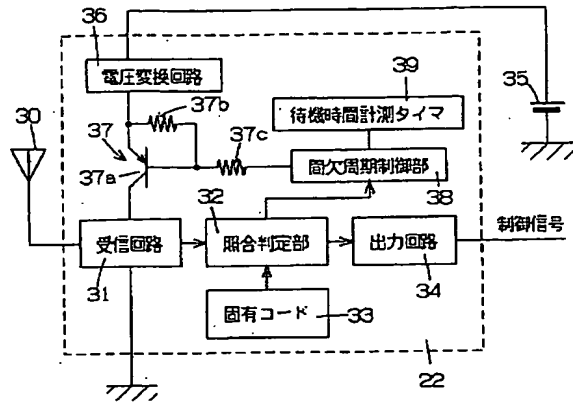 36
電圧変換回路
39
35
30
37b
待機時間計測タイマ
37
37c
37a
間欠周期制御部
32
38
制御信号
受信回路
照合判定部
出力回路
31
34
固有コード
33
22